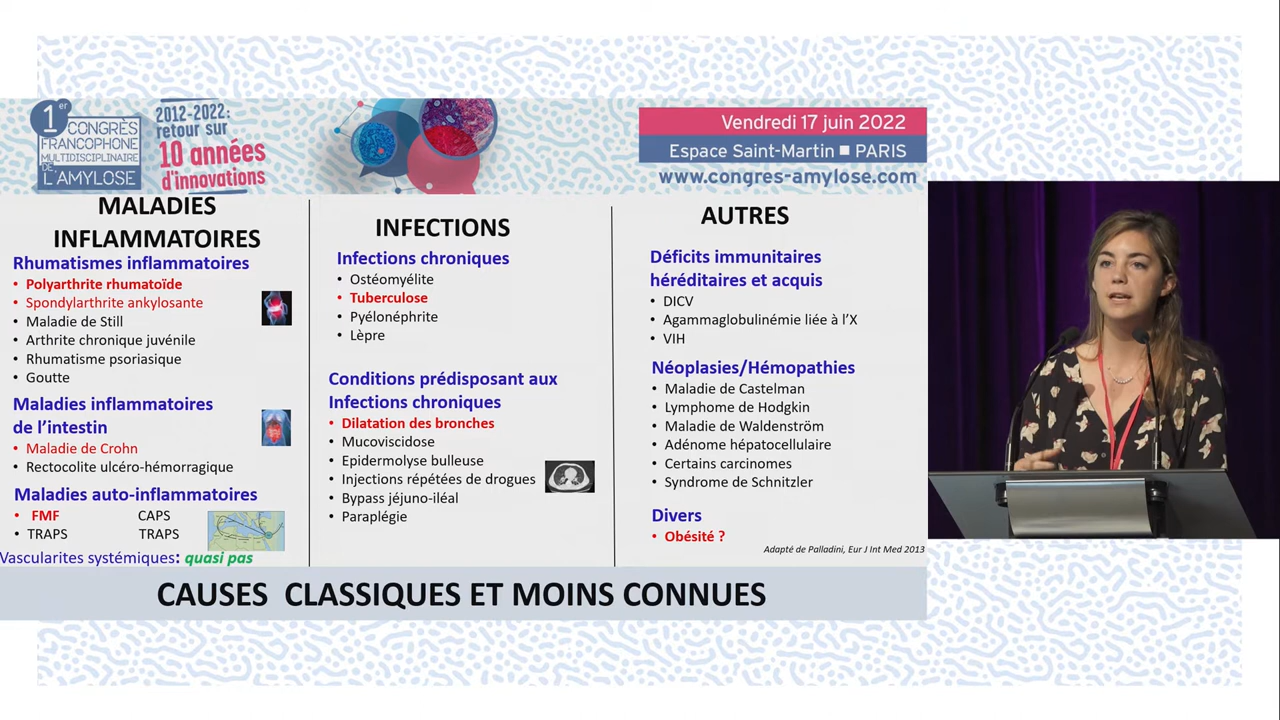 1er
CONGRÈS
FRANCOPHONE
MULTIDISCIPLINAIRE
DE
L'AMYLOSE
2012-2022:
retour sur
10 années
d'innovations
Vendredi 17 juin 2022
Espace Saint-Martin ■ PARIS
www.congres-amylose.com
MALADIES
INFLAMMATOIRES
Rhumatismes inflammatoires
• Polyarthrite rhumatoïde
• Spondylarthrite ankylosante
• Maladie de Still
• Arthrite chronique juvénile
• Rhumatisme psoriasique
• Goutte
Maladies inflammatoires
de l'intestin
• Maladie de Crohn
• Rectocolite ulcéro-hémorragique
Maladies auto-inflammatoires
• FMF CAPS
• TRAPS TRAPS
Vascularites systémiques: quasi pas
INFECTIONS
Infections chroniques
• Ostéomyélite
• Tuberculose
• Pyélonéphrite
• Lèpre
Conditions prédisposant aux
Infections chroniques
• Dilatation des bronches
• Mucoviscidose
• Epidermolyse bulleuse
• Injections répétées de drogues
• Bypass jéjuno-iléal
• Paraplégie
AUTRES
Déficits immunitaires
héréditaires et acquis
• DICV
• Agammaglobulinémie liée à l'X
• VIH
Néoplasies/Hémopathies
• Maladie de Castelman
• Lymphome de Hodgkin
• Maladie de Waldenström
• Adénome hépatocellulaire
• Certains carcinomes
• Syndrome de Schnitzler
Divers
• Obésité ?
Adapté de Palladini, Eur J Int Med 2013
CAUSES CLASSIQUES ET MOINS CONNUES